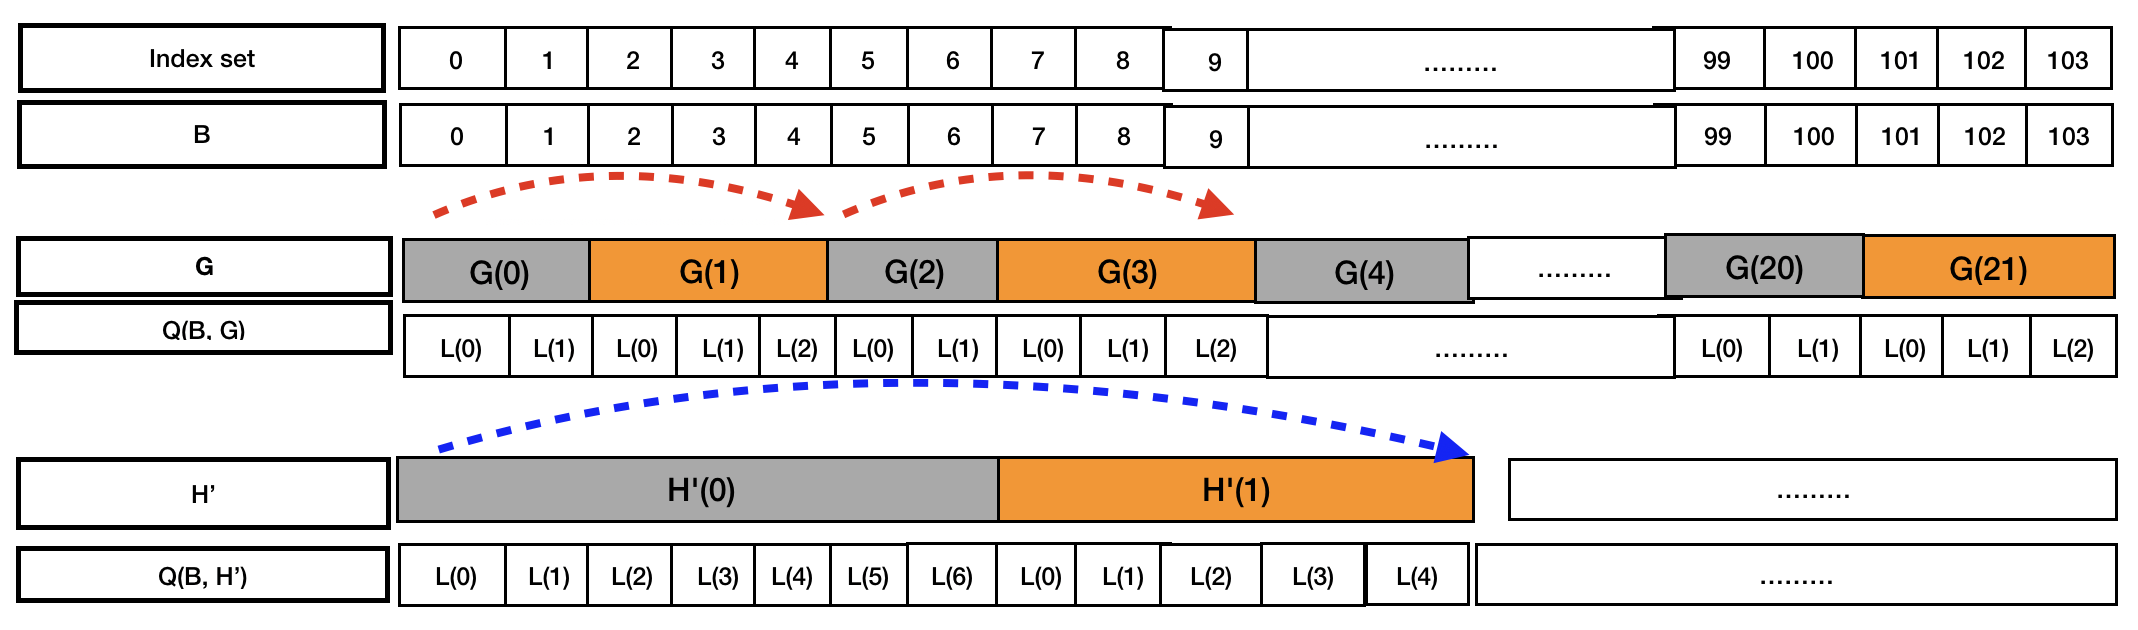 Index set 0 1 2 3 4 5 6 7 8 9 ......... 99 100 101 102 103
B 0 1 2 3 4 5 6 7 8 9 ......... 99 100 101 102 103
G G(0) G(1) G(2) G(3) G(4) ......... G(20) G(21)
Q(B, G) L(0) L(1) L(0) L(1) L(2) L(0) L(1) L(0) L(1) L(2) ......... L(0) L(1) L(0) L(1) L(2)
H’ H'(0) H'(1) .........
Q(B, H’) L(0) L(1) L(2) L(3) L(4) L(5) L(6) L(0) L(1) L(2) L(3) L(4) .........